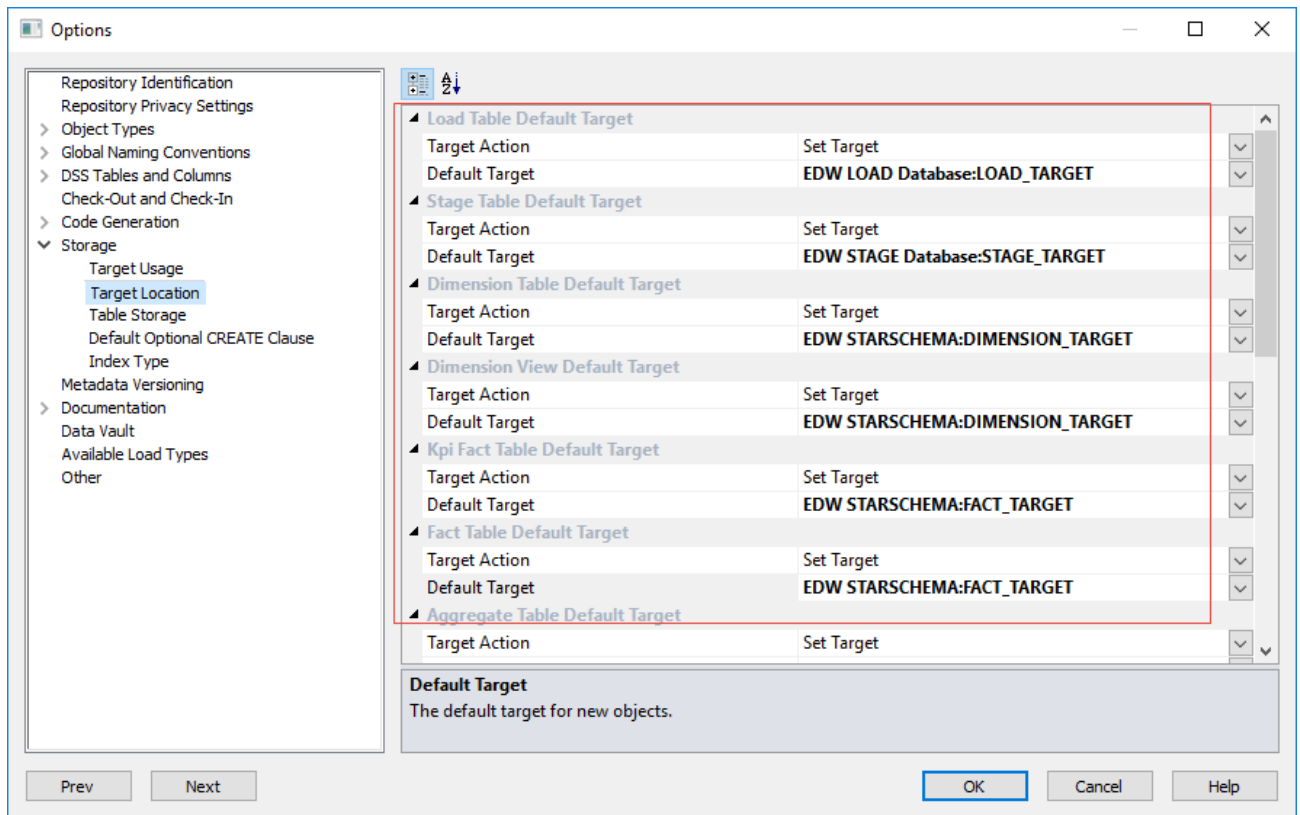 Options
Repository Identification
Repository Privacy Settings
Object Types
Global Naming Conventions
DSS Tables and Columns
Check-Out and Check-In
Code Generation
Storage
Target Usage
Target Location
Table Storage
Default Optional CREATE Clause
Index Type
Metadata Versioning
Documentation
Data Vault
Available Load Types
Other
Load Table Default Target
Target Action Set Target
Default Target EDW LOAD Database:LOAD_TARGET
Stage Table Default Target
Target Action Set Target
Default Target EDW STAGE Database:STAGE_TARGET
Dimension Table Default Target
Target Action Set Target
Default Target EDW STARSCHEMA:DIMENSION_TARGET
Dimension View Default Target
Target Action Set Target
Default Target EDW STARSCHEMA:DIMENSION_TARGET
Kpi Fact Table Default Target
Target Action Set Target
Default Target EDW STARSCHEMA:FACT_TARGET
Fact Table Default Target
Target Action Set Target
Default Target EDW STARSCHEMA:FACT_TARGET
Aggregate Table Default Target
Target Action Set Target
Default Target
The default target for new objects.
Prev Next OK Cancel Help